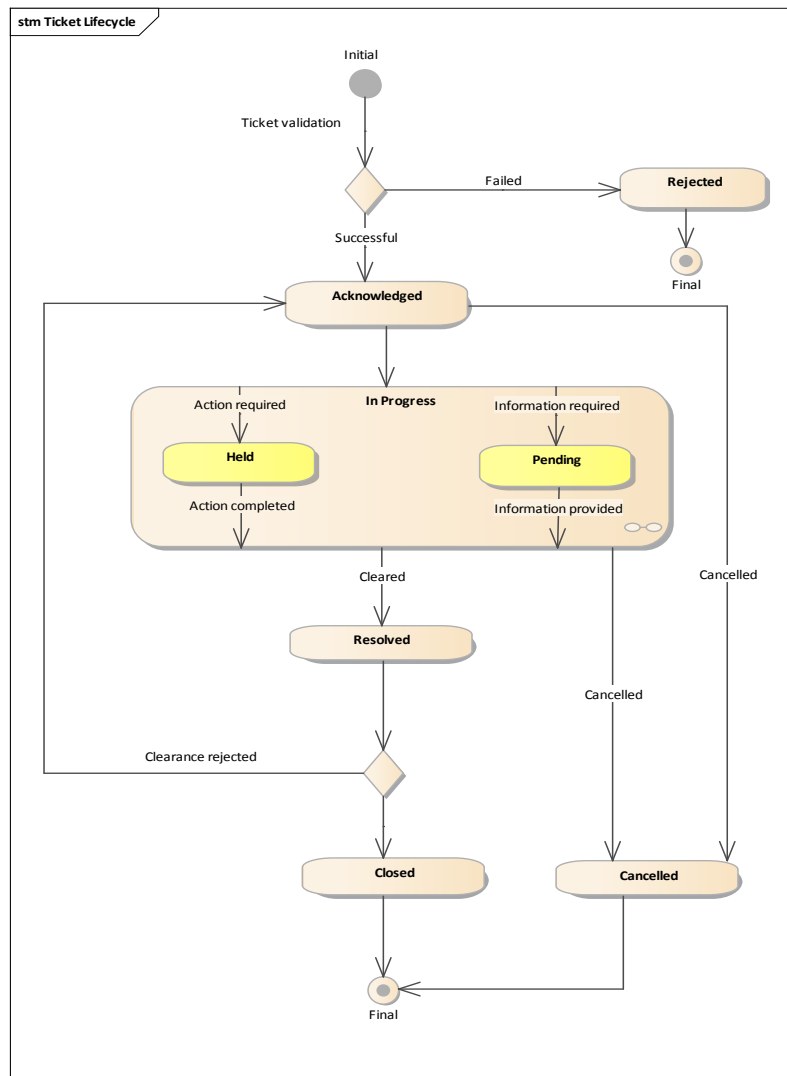 stm Ticket Lifecycle
Initial
Ticket validation
Failed
Rejected
Successful
Final
Acknowledged
In Progress
Action required
Information required
Held
Pending
Action completed
Information provided
Cleared
Cancelled
Resolved
Cancelled
Clearance rejected
Closed
Cancelled
Final